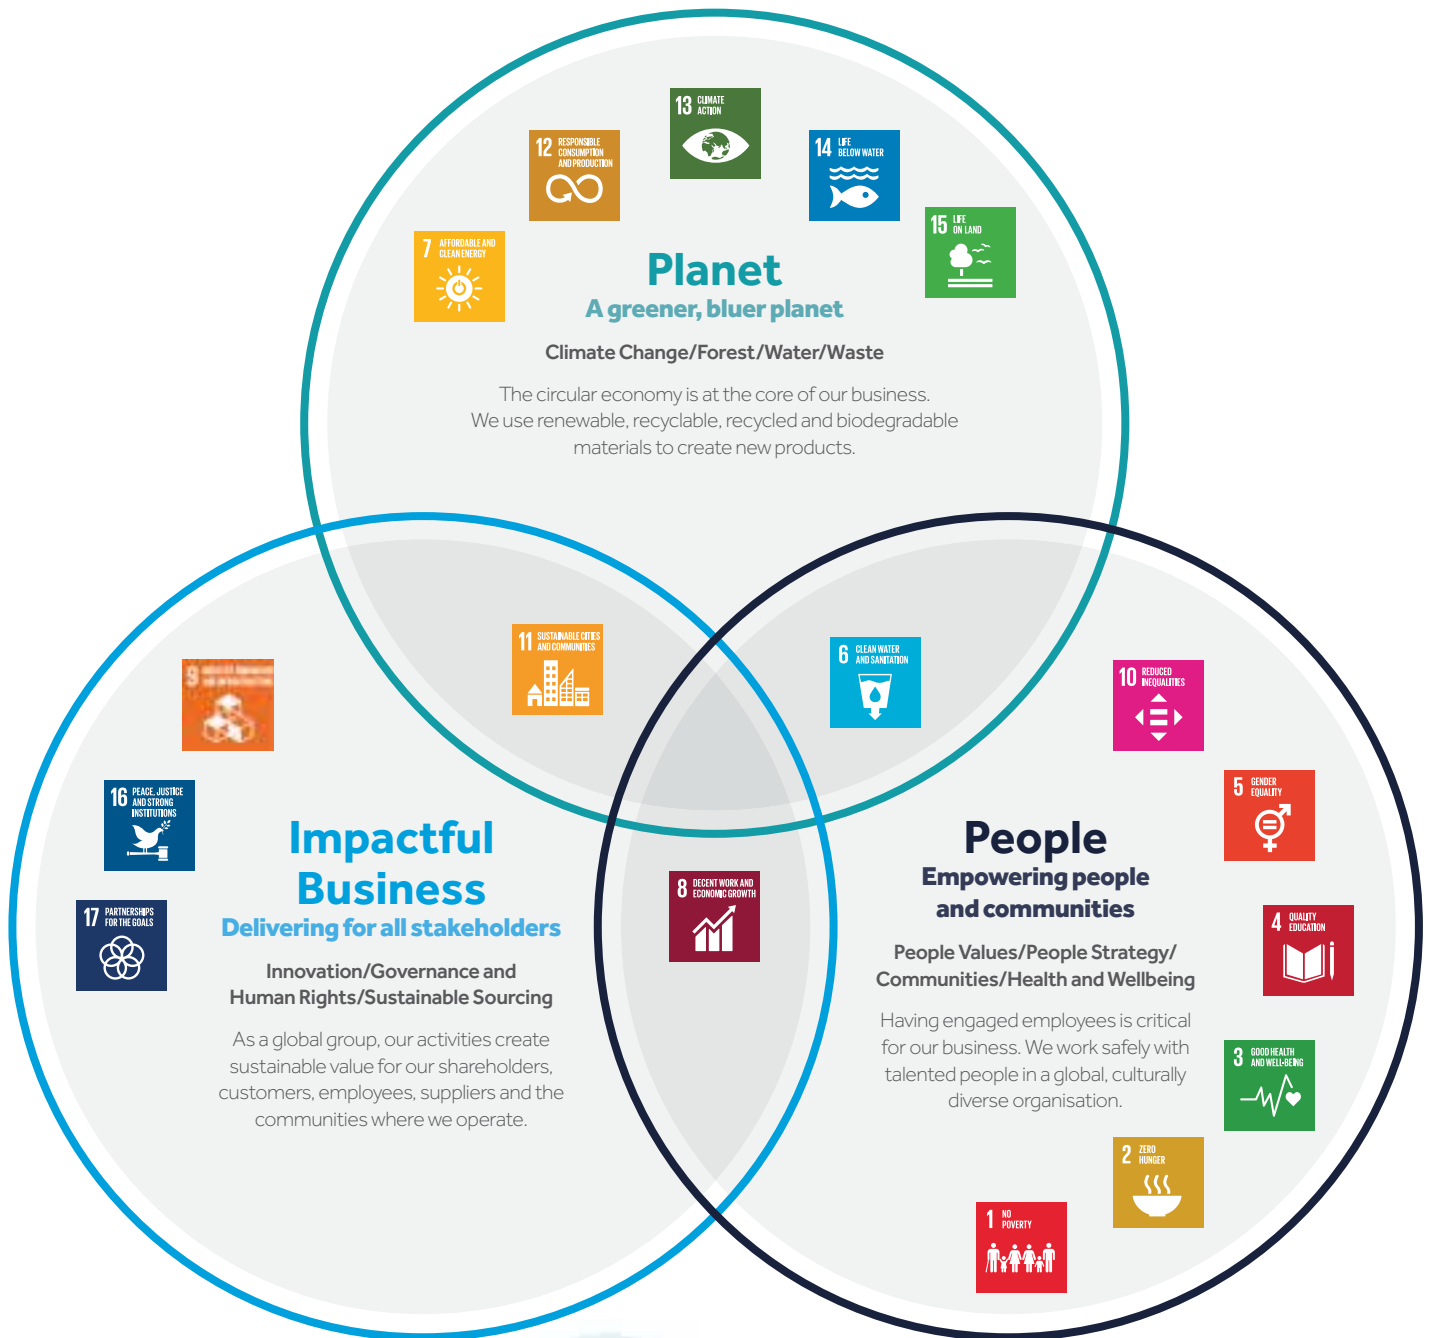 13 CLIMATE
ACTION
12 RESPONSIBLE
CONSUMPTION
AND PRODUCTION
14 LIFE
BELOW WATER
15 LIFE
ON LAND
7 AFFORDABLE AND
CLEAN ENERGY
Planet
A greener, bluer planet
Climate Change/Forest/Water/Waste
The circular economy is at the core of our business.
We use renewable, recyclable, recycled and biodegradable
materials to create new products.
11 SUSTAINABLE CITIES
AND COMMUNITIES
6 CLEAN WATER
AND SANITATION
9
16 PEACE, JUSTICE
AND STRONG
INSTITUTIONS
17 PARTNERSHIPS
FOR THE GOALS
Impactful
Business
Delivering for all stakeholders
Innovation/Governance and
Human Rights/Sustainable Sourcing
As a global group, our activities create
sustainable value for our shareholders,
customers, employees, suppliers and the
communities where we operate.
8 DECENT WORK AND
ECONOMIC GROWTH
10 REDUCED
INEQUALITIES
5 GENDER
EQUALITY
4 QUALITY
EDUCATION
3 GOOD HEALTH
AND WELL-BEING
2 ZERO
HUNGER
1 NO
POVERTY
People
Empowering people
and communities
People Values/People Strategy/
Communities/Health and Wellbeing
Having engaged employees is critical
for our business. We work safely with
talented people in a global, culturally
diverse organisation.